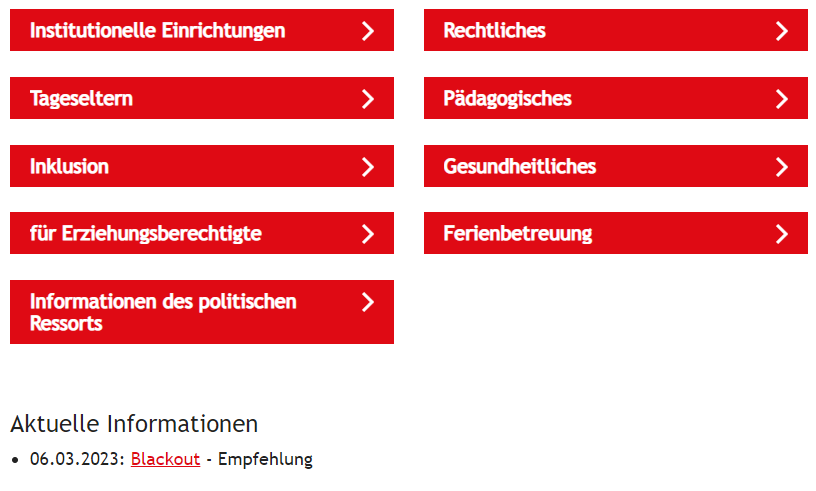 Institutionelle Einrichtungen
Rechtliches
Tageseltern
Pädagogisches
Inklusion
Gesundheitliches
für Erziehungsberechtigte
Ferienbetreuung
Informationen des politischen
Ressorts
Aktuelle Informationen
• 06.03.2023: Blackout - Empfehlung